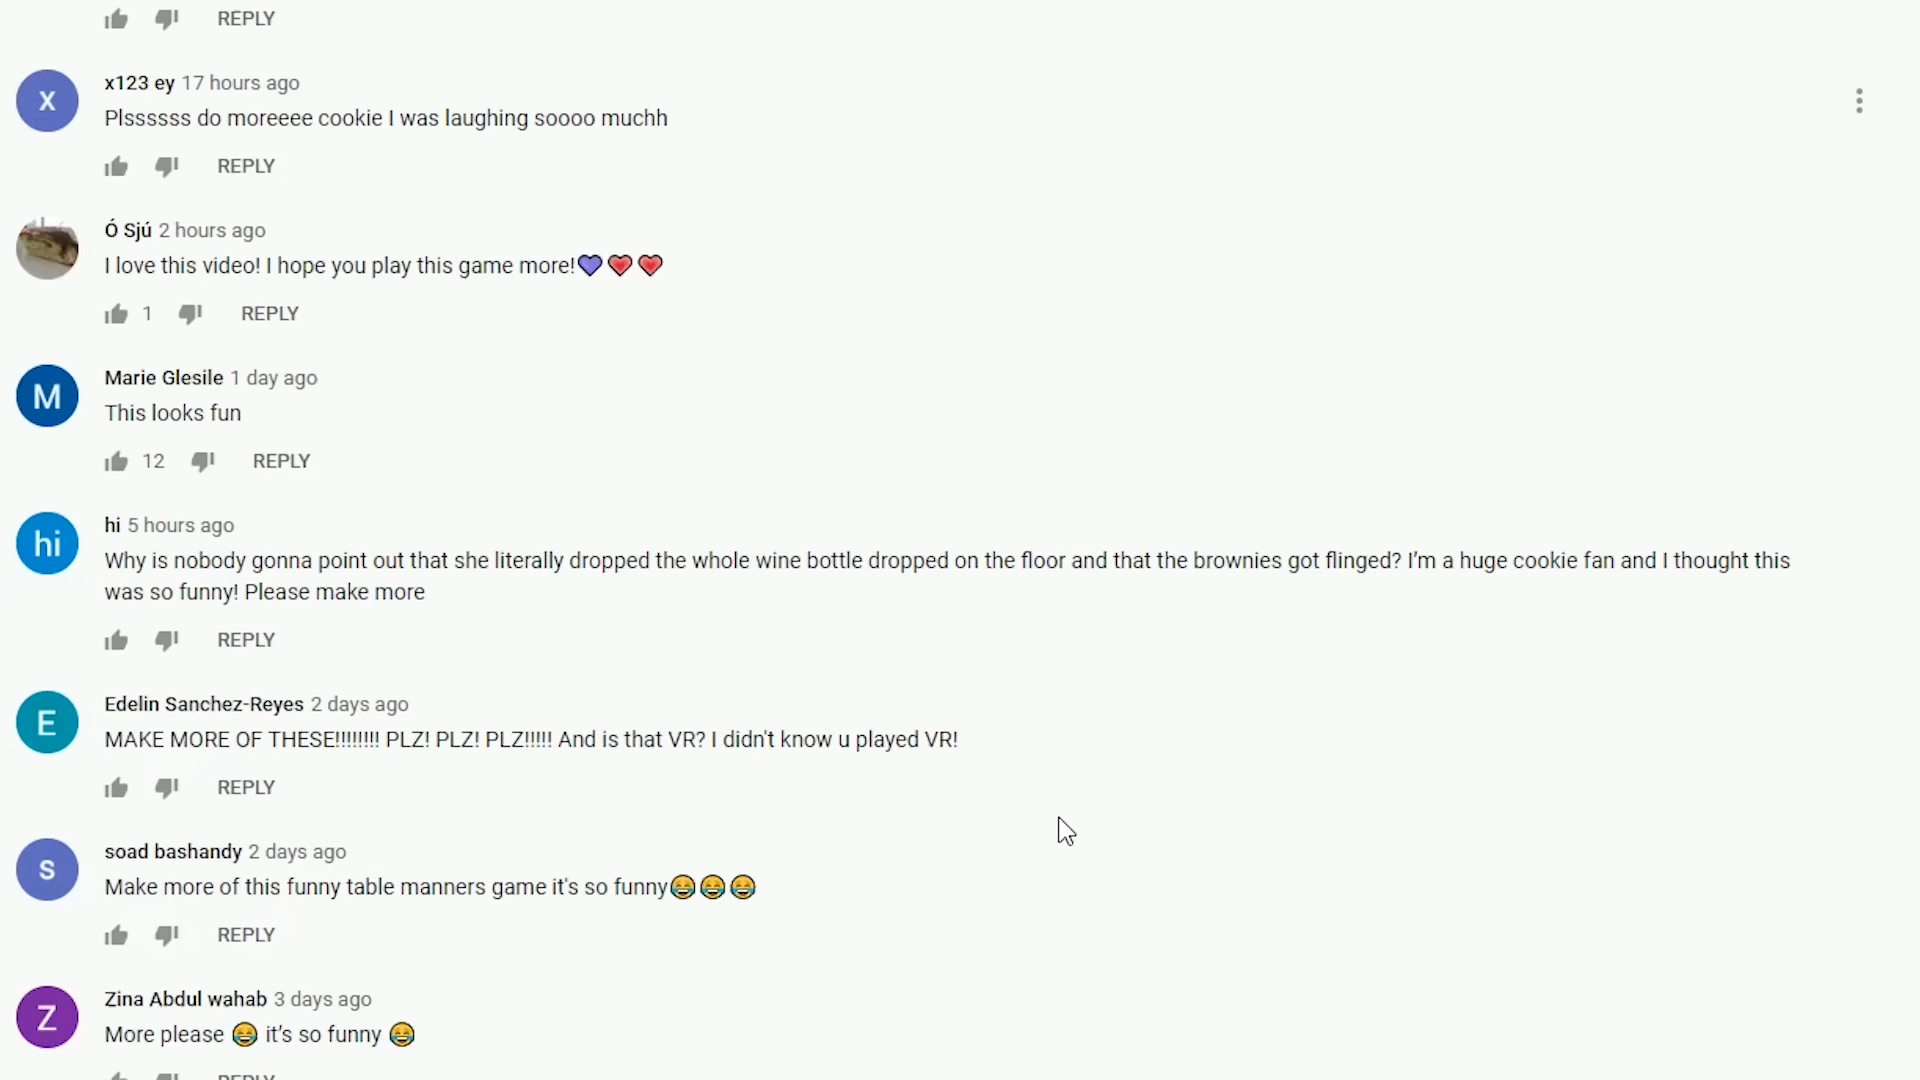 REPLY
X
x123 ey 17 hours ago
Plssssss do moreeee cookie I was laughing soooo muchh
REPLY
Ó Sjú 2 hours ago
I love this video! I hope you play this game more!💜❤️❤️
1 REPLY
M
Marie Glesile 1 day ago
This looks fun
12 REPLY
hi
hi 5 hours ago
Why is nobody gonna point out that she literally dropped the whole wine bottle dropped on the floor and that the brownies got flinged? I’m a huge cookie fan and I thought this
was so funny! Please make more
REPLY
E
Edelin Sanchez-Reyes 2 days ago
MAKE MORE OF THESE!!!!!!!! PLZ! PLZ! PLZ!!!!! And is that VR? I didn't know u played VR!
REPLY
s
soad bashandy 2 days ago
Make more of this funny table manners game it's so funny😂😂😂
REPLY
Z
Zina Abdul wahab 3 days ago
More please 😂 it’s so funny 😂
REPLY